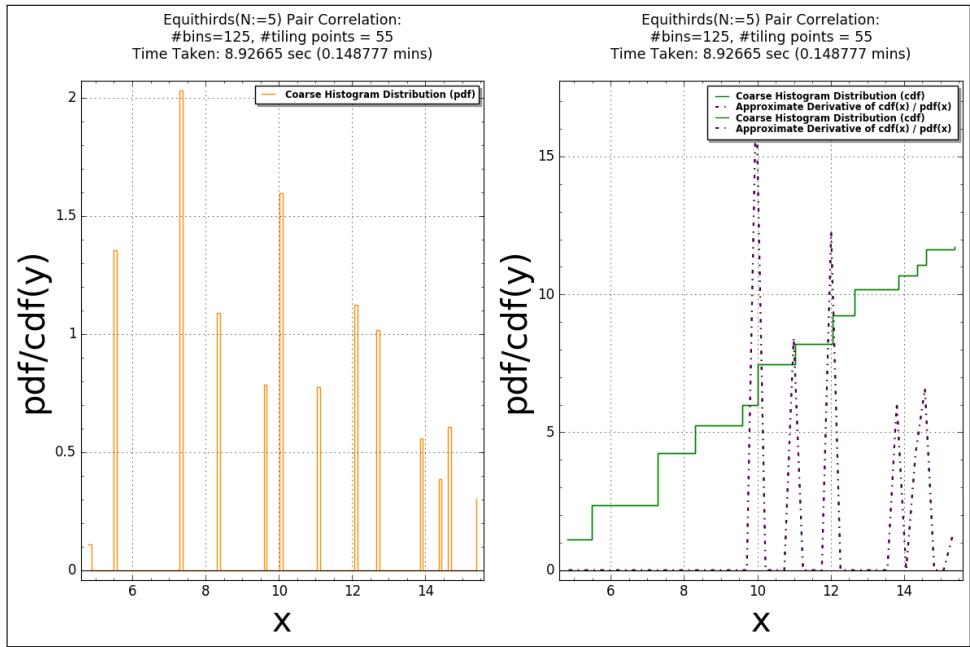 Equithirds(N:=5) Pair Correlation:
#bins=125, #tiling points = 55
Time Taken: 8.92665 sec (0.148777 mins)
Coarse Histogram Distribution (pdf)
2
1.5
1
0.5
0
6
8
10
12
14
pdf/cdf(y)
x
Equithirds(N:=5) Pair Correlation:
#bins=125, #tiling points = 55
Time Taken: 8.92665 sec (0.148777 mins)
Coarse Histogram Distribution (cdf)
Approximate Derivative of cdf(x) / pdf(x)
Coarse Histogram Distribution (cdf)
Approximate Derivative of cdf(x) / pdf(x)
15
10
5
0
6
8
10
12
14
pdf/cdf(y)
x